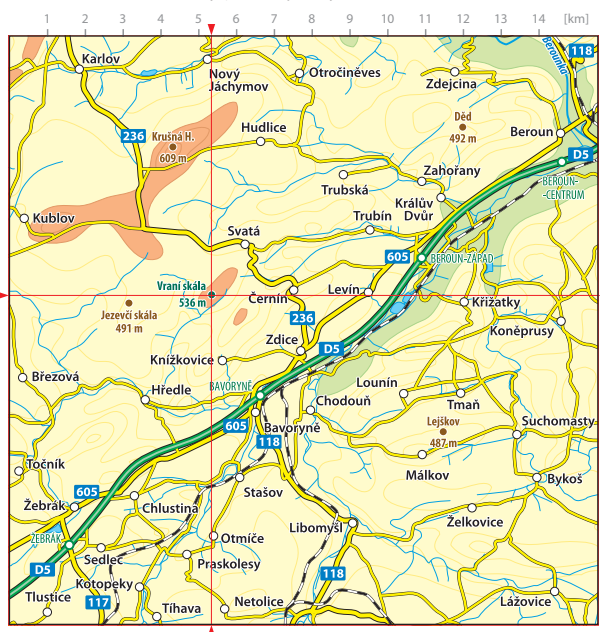 1 2 3 4 5 6 7 8 9 10 11 12 13 14 [km]
Karlov
Nový
Jáchymov
Otročiněves
Zdejcina
Berounka
118
236
Krušná H.
609 m
Hudlice
Děd
492 m
Beroun
D5
Trubská
Zahořany
BEROUN-
-CENTRUM
Kublov
Králův
Dvůr
Trubín
Svatá
605
BEROUN-ZÁPAD
Vraní skála
536 m
Levín
Černín
Jezevčí skála
491 m
236
Křižatky
Koněprusy
Zdice
D5
Knížkovice
Březová
Hředle
BAVORYNĚ
Lounín
Chodouň
Tmaň
605
Bavoryně
118
Lejškov
487 m
Suchomasty
Točník
Málkov
Bykoš
605
Stašov
Žebrák
Chlustina
Želkovice
Libomyšl
ŽEBRÁK
Otmíče
Sedlec
Praskolesy
D5
Kotopeky
118
Tlustice
117
Tíhava
Netolice
Lážovice